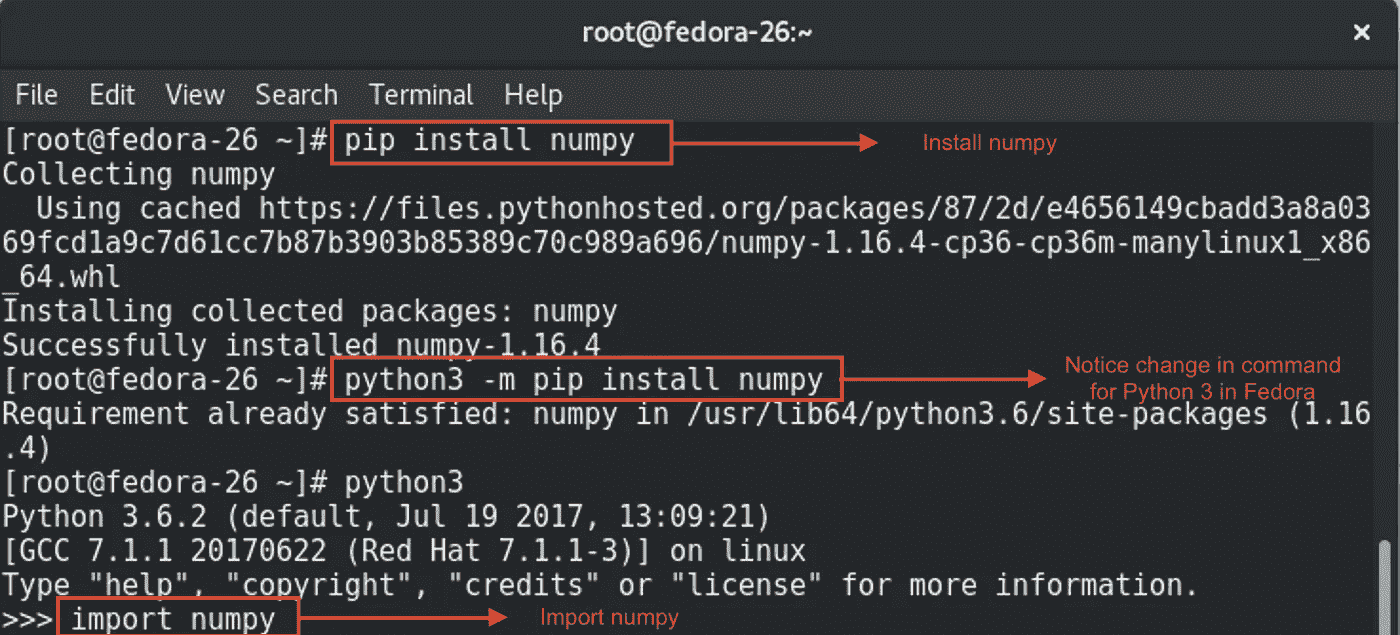 root@fedora-26:~
×
File Edit View Search Terminal Help
[root@fedora-26 ~]# pip install numpy
Install numpy
Collecting numpy
  Using cached https://files.pythonhosted.org/packages/87/2d/e4656149cbadd3a8a03
69fcd1a9c7d61cc7b87b3903b85389c70c989a696/numpy-1.16.4-cp36-cp36m-manylinux1_x86
_64.whl
Installing collected packages: numpy
Successfully installed numpy-1.16.4
[root@fedora-26 ~]# python3 -m pip install numpy
Notice change in command
for Python 3 in Fedora
Requirement already satisfied: numpy in /usr/lib64/python3.6/site-packages (1.16
.4)
[root@fedora-26 ~]# python3
Python 3.6.2 (default, Jul 19 2017, 13:09:21)
[GCC 7.1.1 20170622 (Red Hat 7.1.1-3)] on linux
Type "help", "copyright", "credits" or "license" for more information.
>>> import numpy
Import numpy